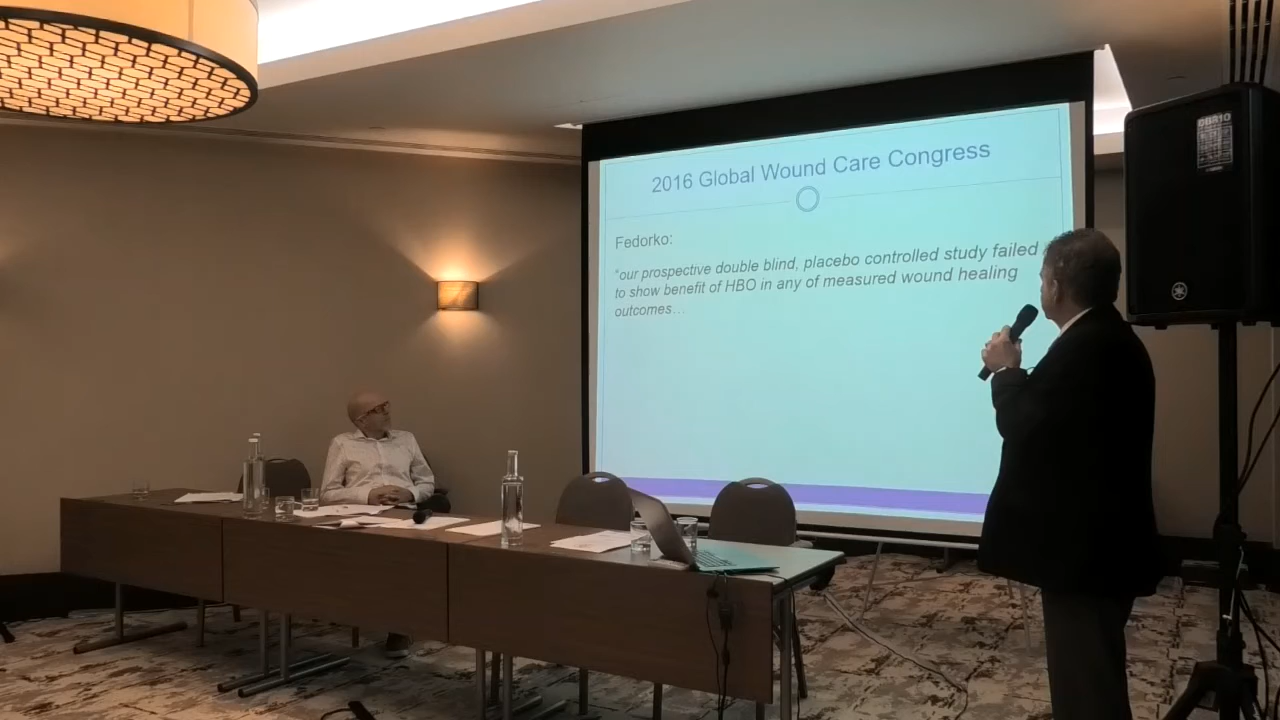 2016 Global Wound Care Congress
Fedorko:
"our prospective double blind, placebo controlled study failed
to show benefit of HBO in any of measured wound healing
outcomes…
CBR10